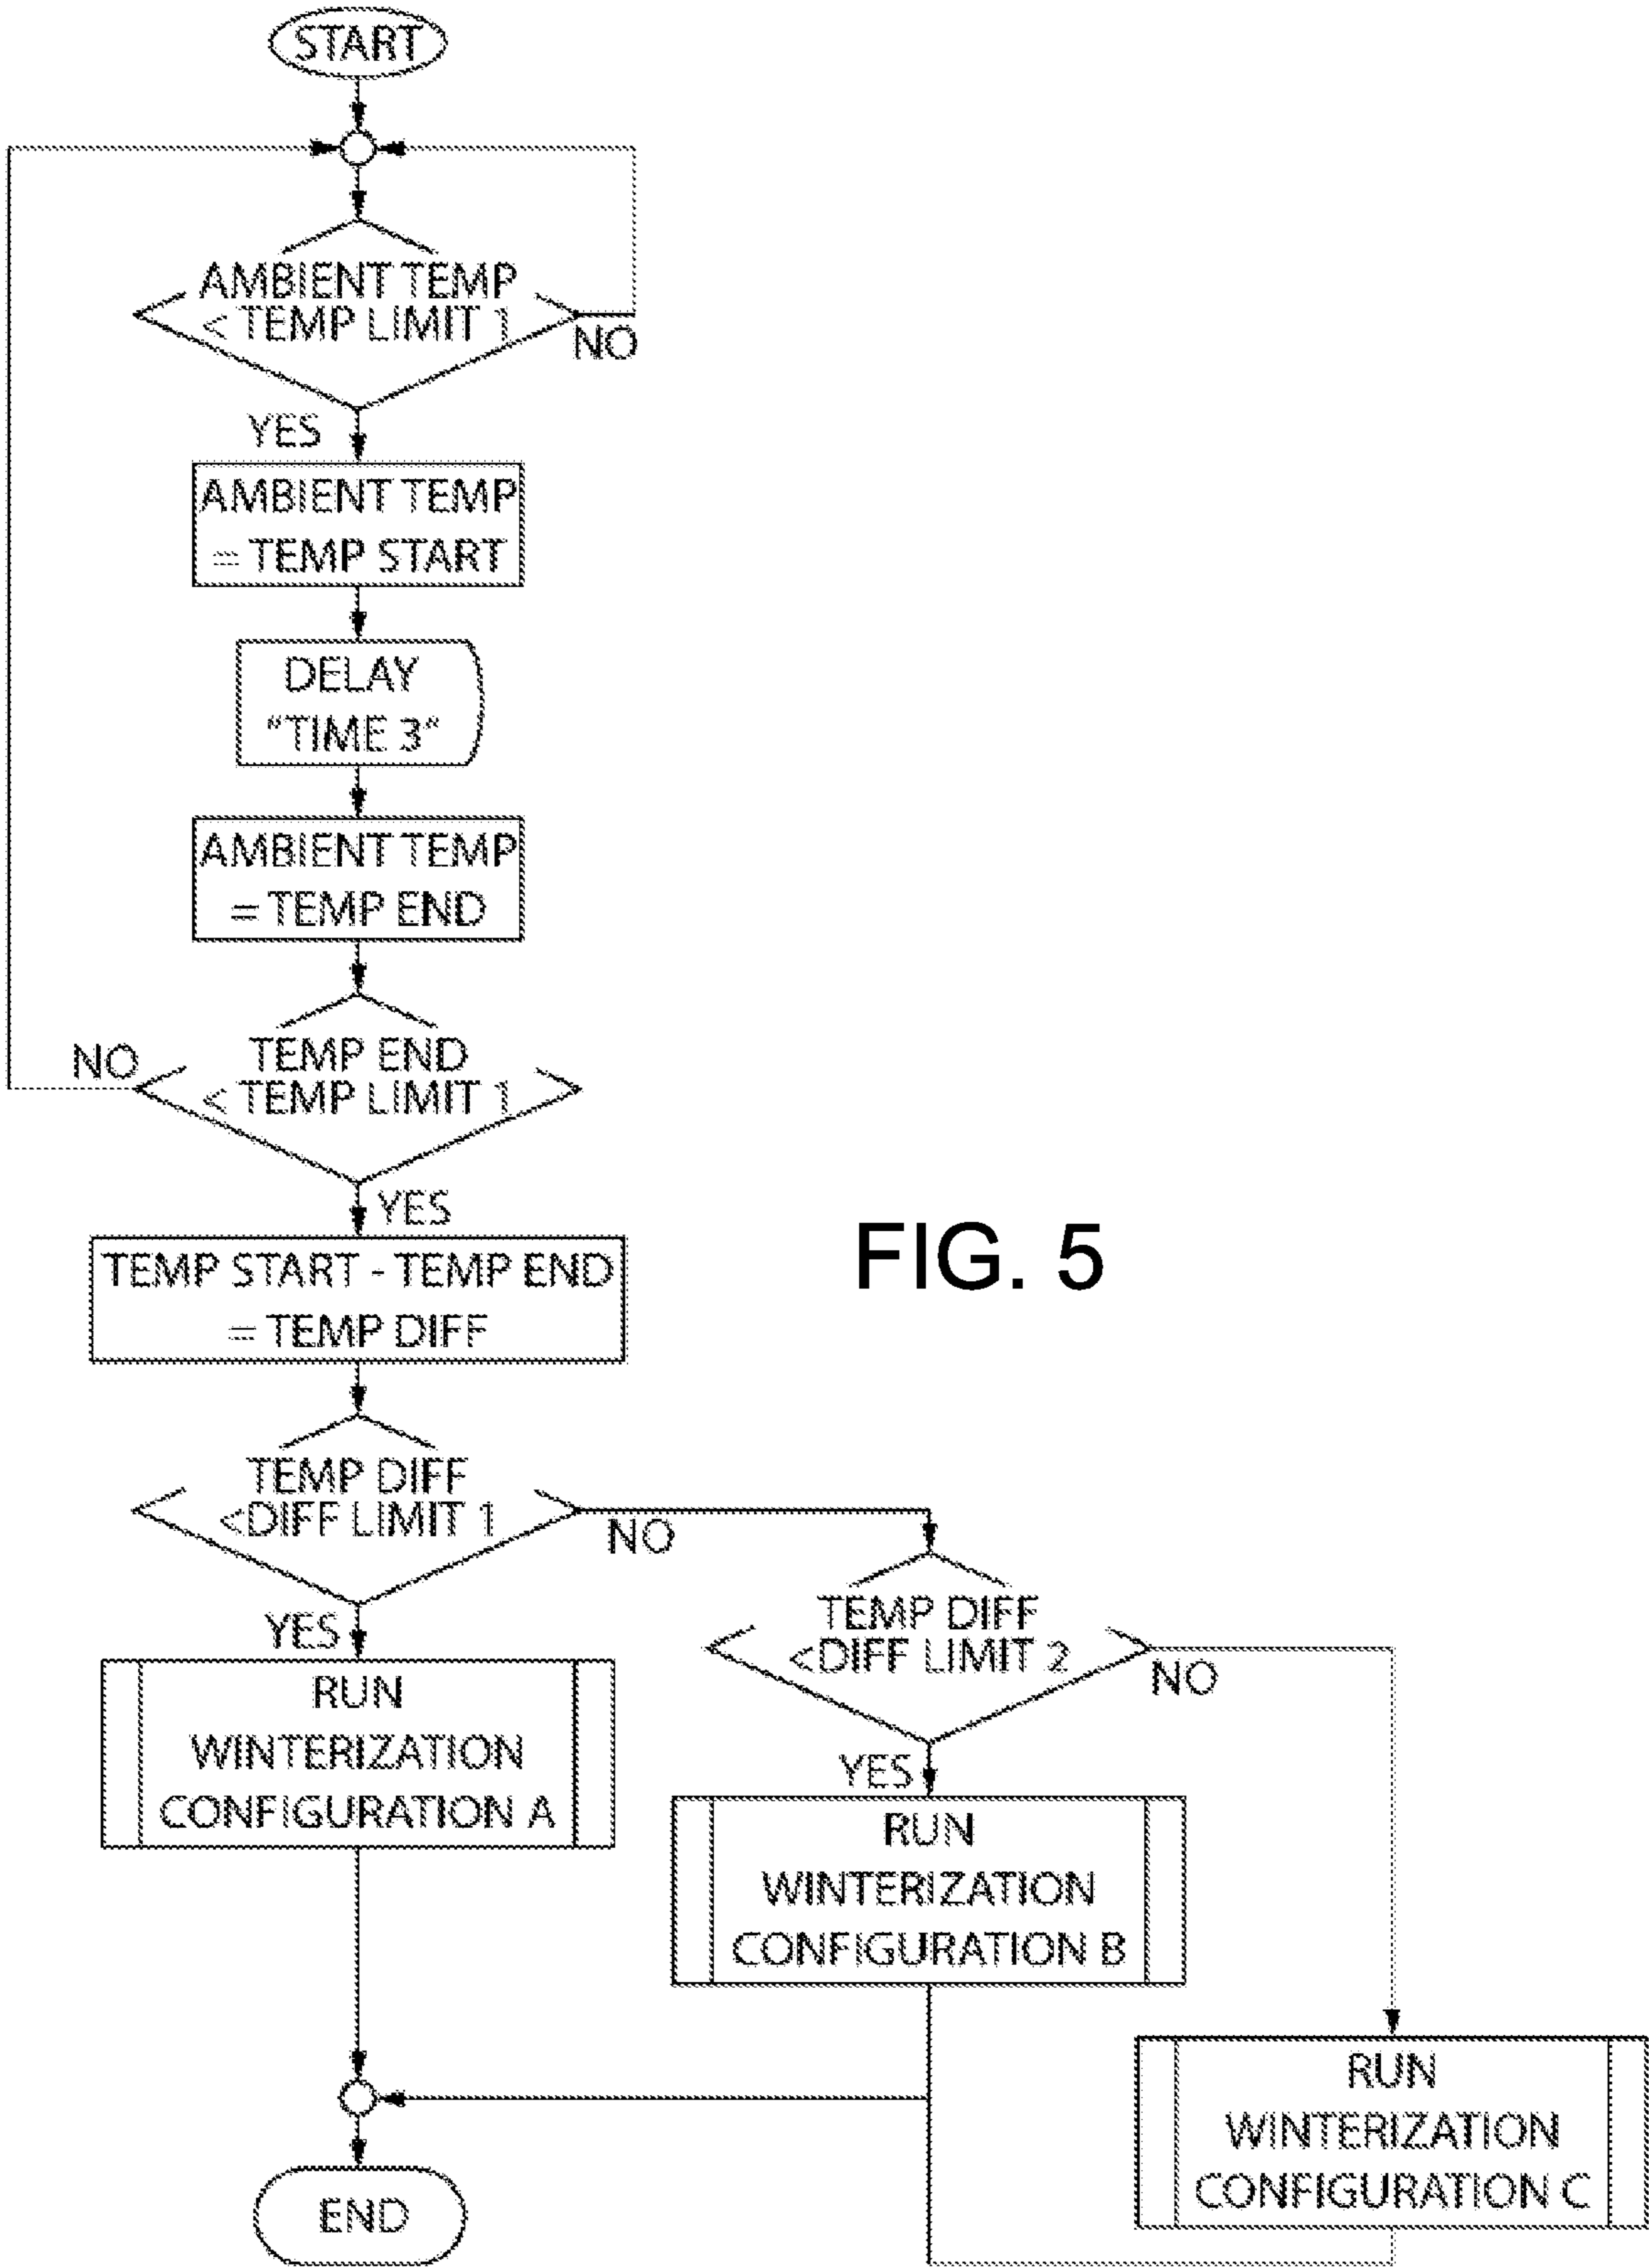 START
AMBIENT TEMP
< TEMP LIMIT 1
NO
YES
AMBIENT TEMP
= TEMP START
DELAY
"TIME 3"
AMBIENT TEMP
= TEMP END
TEMP END
< TEMP LIMIT 1
NO
YES
TEMP START - TEMP END
= TEMP DIFF
FIG. 5
TEMP DIFF
<DIFF LIMIT 1
NO
YES
RUN
WINTERIZATION
CONFIGURATION A
TEMP DIFF
<DIFF LIMIT 2
NO
YES
RUN
WINTERIZATION
CONFIGURATION B
RUN
WINTERIZATION
CONFIGURATION C
END